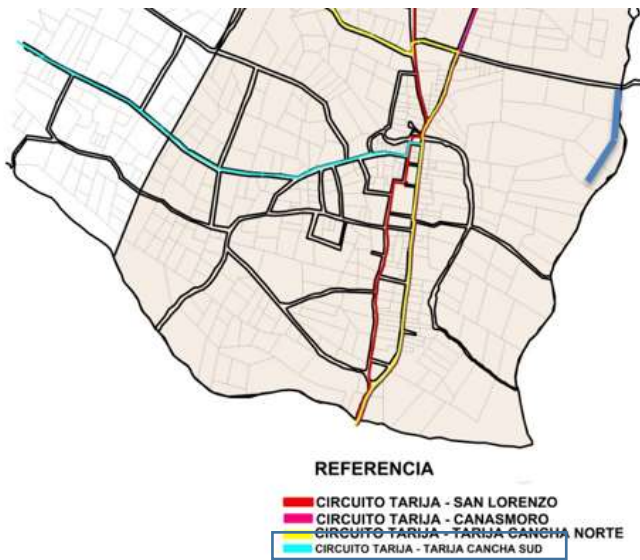 REFERENCIA
CIRCUITO TARIJA - SAN LORENZO
CIRCUITO TARIJA - CANASMORO
CIRCUITO TARIJA - TARIJA CANCHA NORTE
CIRCUITO TARIJA - TARIJA CANCHA SUD